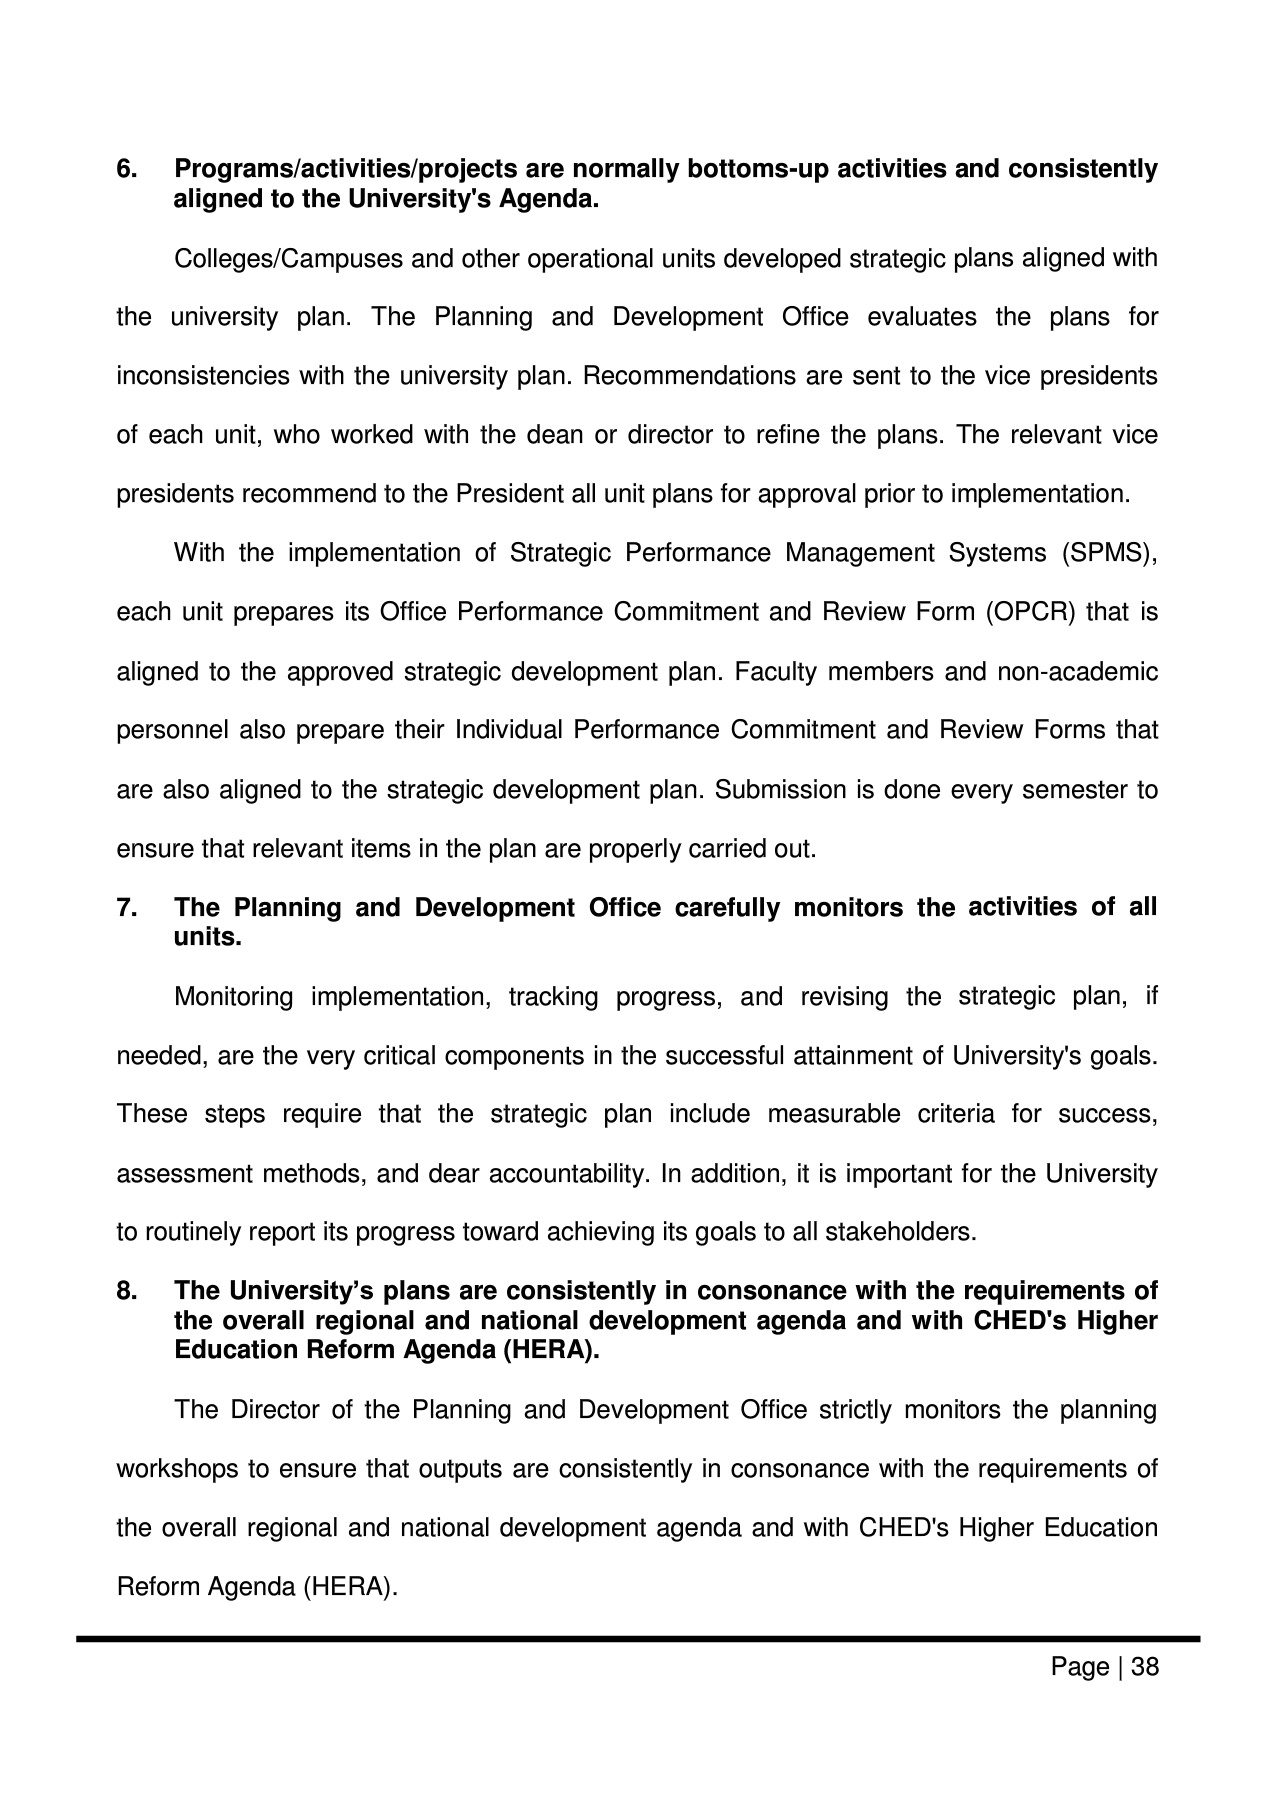 6. Programs/activities/projects are normally bottoms-up activities and consistently
aligned to the University's Agenda.
Colleges/Campuses and other operational units developed strategic plans aligned with
the university plan. The Planning and Development Office evaluates the plans for
inconsistencies with the university plan. Recommendations are sent to the vice presidents
of each unit, who worked with the dean or director to refine the plans. The relevant vice
presidents recommend to the President all unit plans for approval prior to implementation.
With the implementation of Strategic Performance Management Systems (SPMS),
each unit prepares its Office Performance Commitment and Review Form (OPCR) that is
aligned to the approved strategic development plan. Faculty members and non-academic
personnel also prepare their Individual Performance Commitment and Review Forms that
are also aligned to the strategic development plan. Submission is done every semester to
ensure that relevant items in the plan are properly carried out.
7. The Planning and Development Office carefully monitors the activities of all
units.
Monitoring implementation, tracking progress, and revising the strategic plan, if
needed, are the very critical components in the successful attainment of University's goals.
These steps require that the strategic plan include measurable criteria for success,
assessment methods, and dear accountability. In addition, it is important for the University
to routinely report its progress toward achieving its goals to all stakeholders.
8. The University’s plans are consistently in consonance with the requirements of
the overall regional and national development agenda and with CHED's Higher
Education Reform Agenda (HERA).
The Director of the Planning and Development Office strictly monitors the planning
workshops to ensure that outputs are consistently in consonance with the requirements of
the overall regional and national development agenda and with CHED's Higher Education
Reform Agenda (HERA).
Page | 38